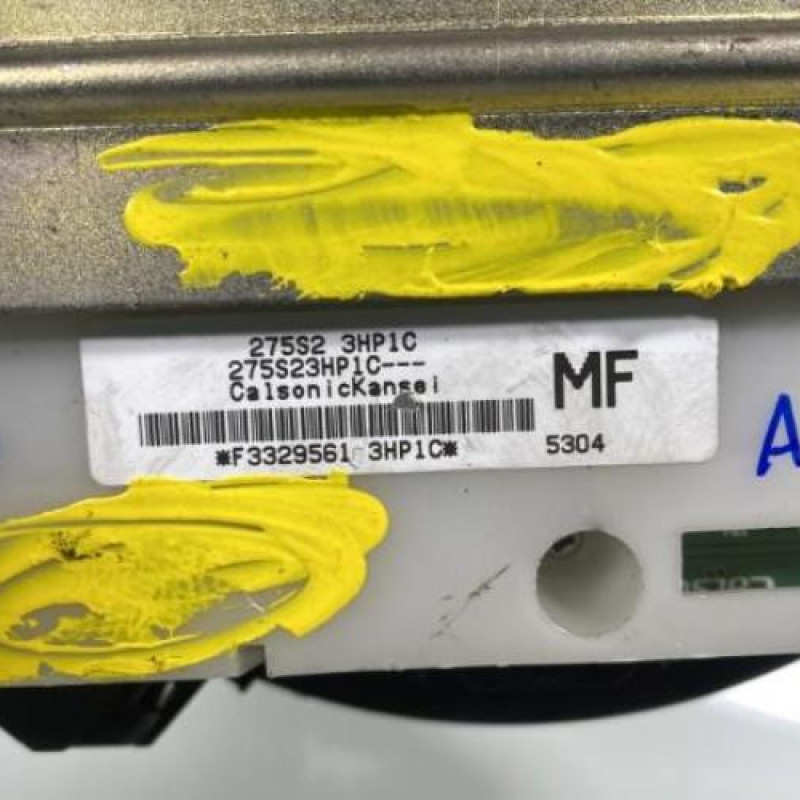 275S2 3HP1C
275S23HP1C---
CalsonicKansei
MF
*F3329561 3HP1C*
5304
A